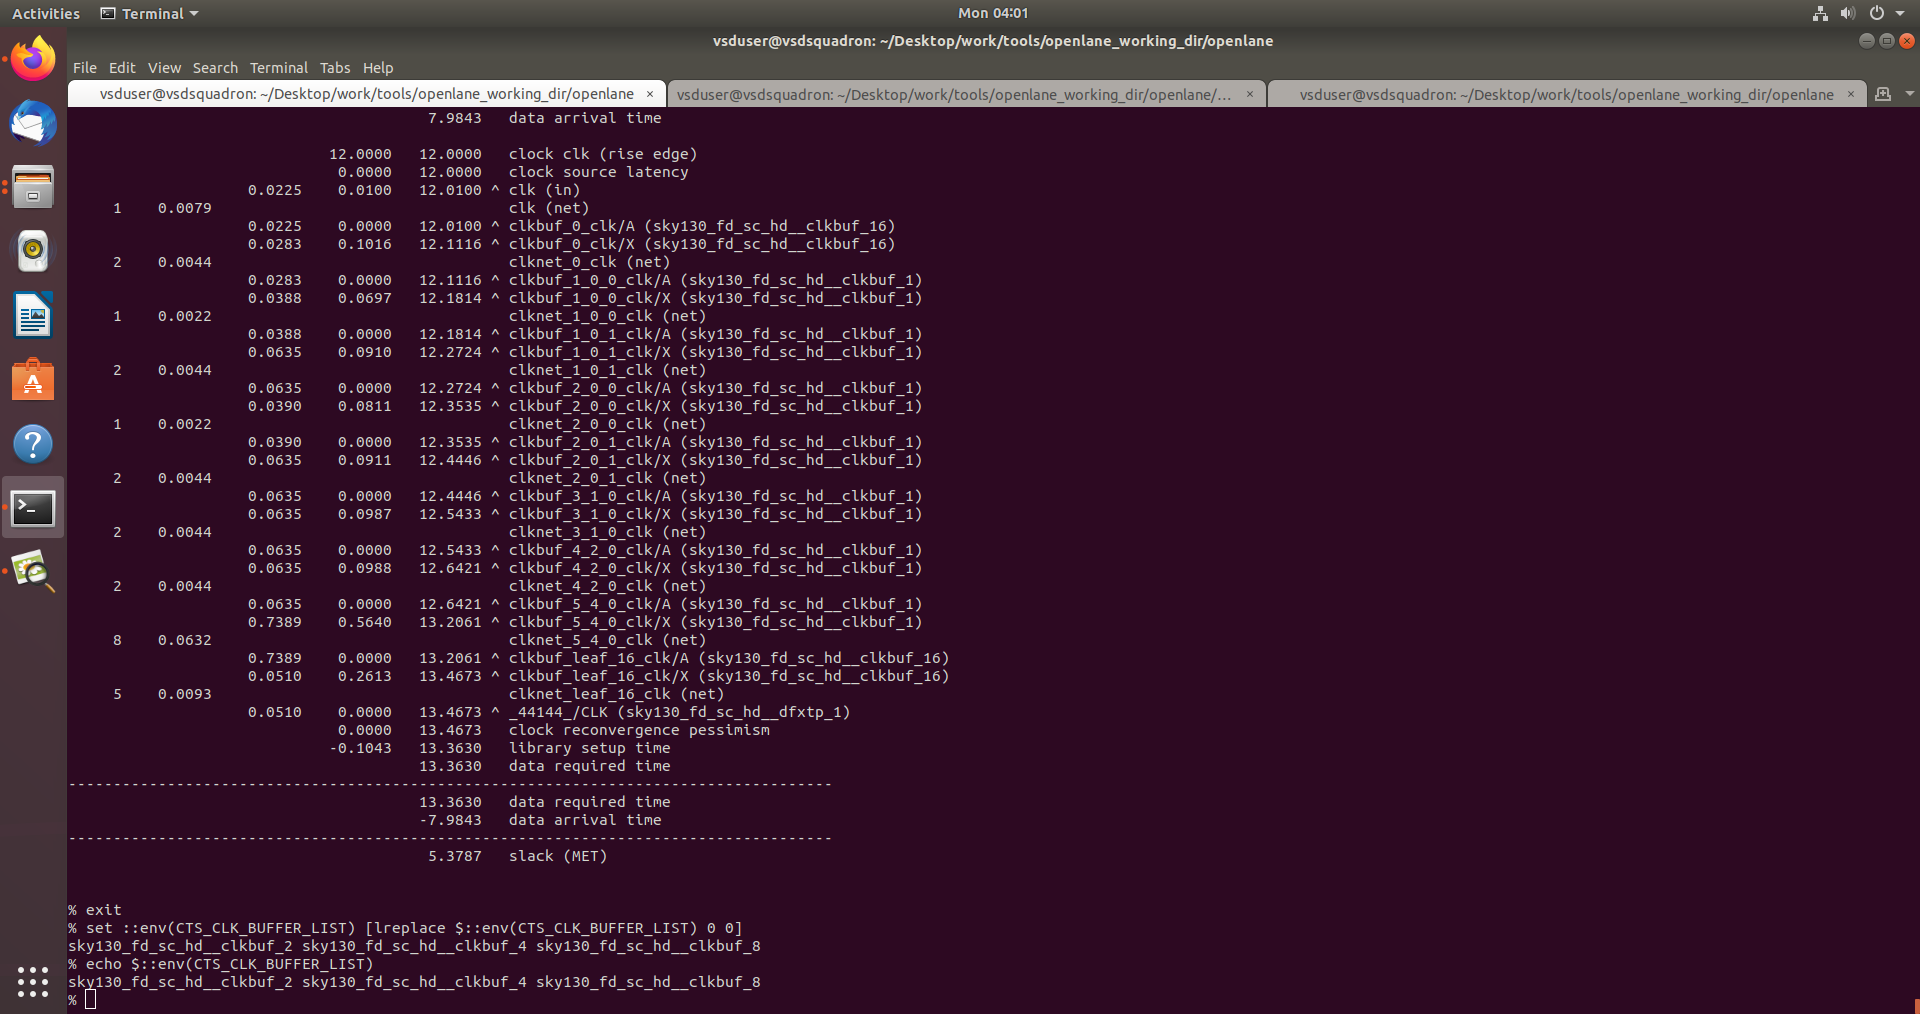 Activities Terminal Mon 04:01
vsduser@vsdsquadron: ~/Desktop/work/tools/openlane_working_dir/openlane
File Edit View Search Terminal Tabs Help
vsduser@vsdsquadron: ~/Desktop/work/tools/openlane_working_dir/openlane × vsduser@vsdsquadron: ~/Desktop/work/tools/openlane_working_dir/openlane/... × vsduser@vsdsquadron: ~/Desktop/work/tools/openlane_working_dir/openlane ×
7.9843 data arrival time
12.0000 12.0000 clock clk (rise edge)
0.0000 12.0000 clock source latency
0.0225 0.0100 12.0100 ^ clk (in)
1 0.0079 clk (net)
0.0225 0.0000 12.0100 ^ clkbuf_0_clk/A (sky130_fd_sc_hd__clkbuf_16)
0.0283 0.1016 12.1116 ^ clkbuf_0_clk/X (sky130_fd_sc_hd__clkbuf_16)
2 0.0044 clknet_0_clk (net)
0.0283 0.0000 12.1116 ^ clkbuf_1_0_0_clk/A (sky130_fd_sc_hd__clkbuf_1)
0.0388 0.0697 12.1814 ^ clkbuf_1_0_0_clk/X (sky130_fd_sc_hd__clkbuf_1)
1 0.0022 clknet_1_0_0_clk (net)
0.0388 0.0000 12.1814 ^ clkbuf_1_0_1_clk/A (sky130_fd_sc_hd__clkbuf_1)
0.0635 0.0910 12.2724 ^ clkbuf_1_0_1_clk/X (sky130_fd_sc_hd__clkbuf_1)
2 0.0044 clknet_1_0_1_clk (net)
0.0635 0.0000 12.2724 ^ clkbuf_2_0_0_clk/A (sky130_fd_sc_hd__clkbuf_1)
0.0390 0.0811 12.3535 ^ clkbuf_2_0_0_clk/X (sky130_fd_sc_hd__clkbuf_1)
1 0.0022 clknet_2_0_0_clk (net)
0.0390 0.0000 12.3535 ^ clkbuf_2_0_1_clk/A (sky130_fd_sc_hd__clkbuf_1)
0.0635 0.0911 12.4446 ^ clkbuf_2_0_1_clk/X (sky130_fd_sc_hd__clkbuf_1)
2 0.0044 clknet_2_0_1_clk (net)
0.0635 0.0000 12.4446 ^ clkbuf_3_1_0_clk/A (sky130_fd_sc_hd__clkbuf_1)
0.0635 0.0987 12.5433 ^ clkbuf_3_1_0_clk/X (sky130_fd_sc_hd__clkbuf_1)
2 0.0044 clknet_3_1_0_clk (net)
0.0635 0.0000 12.5433 ^ clkbuf_4_2_0_clk/A (sky130_fd_sc_hd__clkbuf_1)
0.0635 0.0988 12.6421 ^ clkbuf_4_2_0_clk/X (sky130_fd_sc_hd__clkbuf_1)
2 0.0044 clknet_4_2_0_clk (net)
0.0635 0.0000 12.6421 ^ clkbuf_5_4_0_clk/A (sky130_fd_sc_hd__clkbuf_1)
0.7389 0.5640 13.2061 ^ clkbuf_5_4_0_clk/X (sky130_fd_sc_hd__clkbuf_1)
8 0.0632 clknet_5_4_0_clk (net)
0.7389 0.0000 13.2061 ^ clkbuf_leaf_16_clk/A (sky130_fd_sc_hd__clkbuf_16)
0.0510 0.2613 13.4673 ^ clkbuf_leaf_16_clk/X (sky130_fd_sc_hd__clkbuf_16)
5 0.0093 clknet_leaf_16_clk (net)
0.0510 0.0000 13.4673 ^ _44144_/CLK (sky130_fd_sc_hd__dfxtp_1)
0.0000 13.4673 clock reconvergence pessimism
-0.1043 13.3630 library setup time
13.3630 data required time
-------------------------------------------------------------------------------------
13.3630 data required time
-7.9843 data arrival time
-------------------------------------------------------------------------------------
5.3787 slack (MET)
% exit
% set ::env(CTS_CLK_BUFFER_LIST) [lreplace $::env(CTS_CLK_BUFFER_LIST) 0 0]
sky130_fd_sc_hd__clkbuf_2 sky130_fd_sc_hd__clkbuf_4 sky130_fd_sc_hd__clkbuf_8
% echo $::env(CTS_CLK_BUFFER_LIST)
sky130_fd_sc_hd__clkbuf_2 sky130_fd_sc_hd__clkbuf_4 sky130_fd_sc_hd__clkbuf_8
%